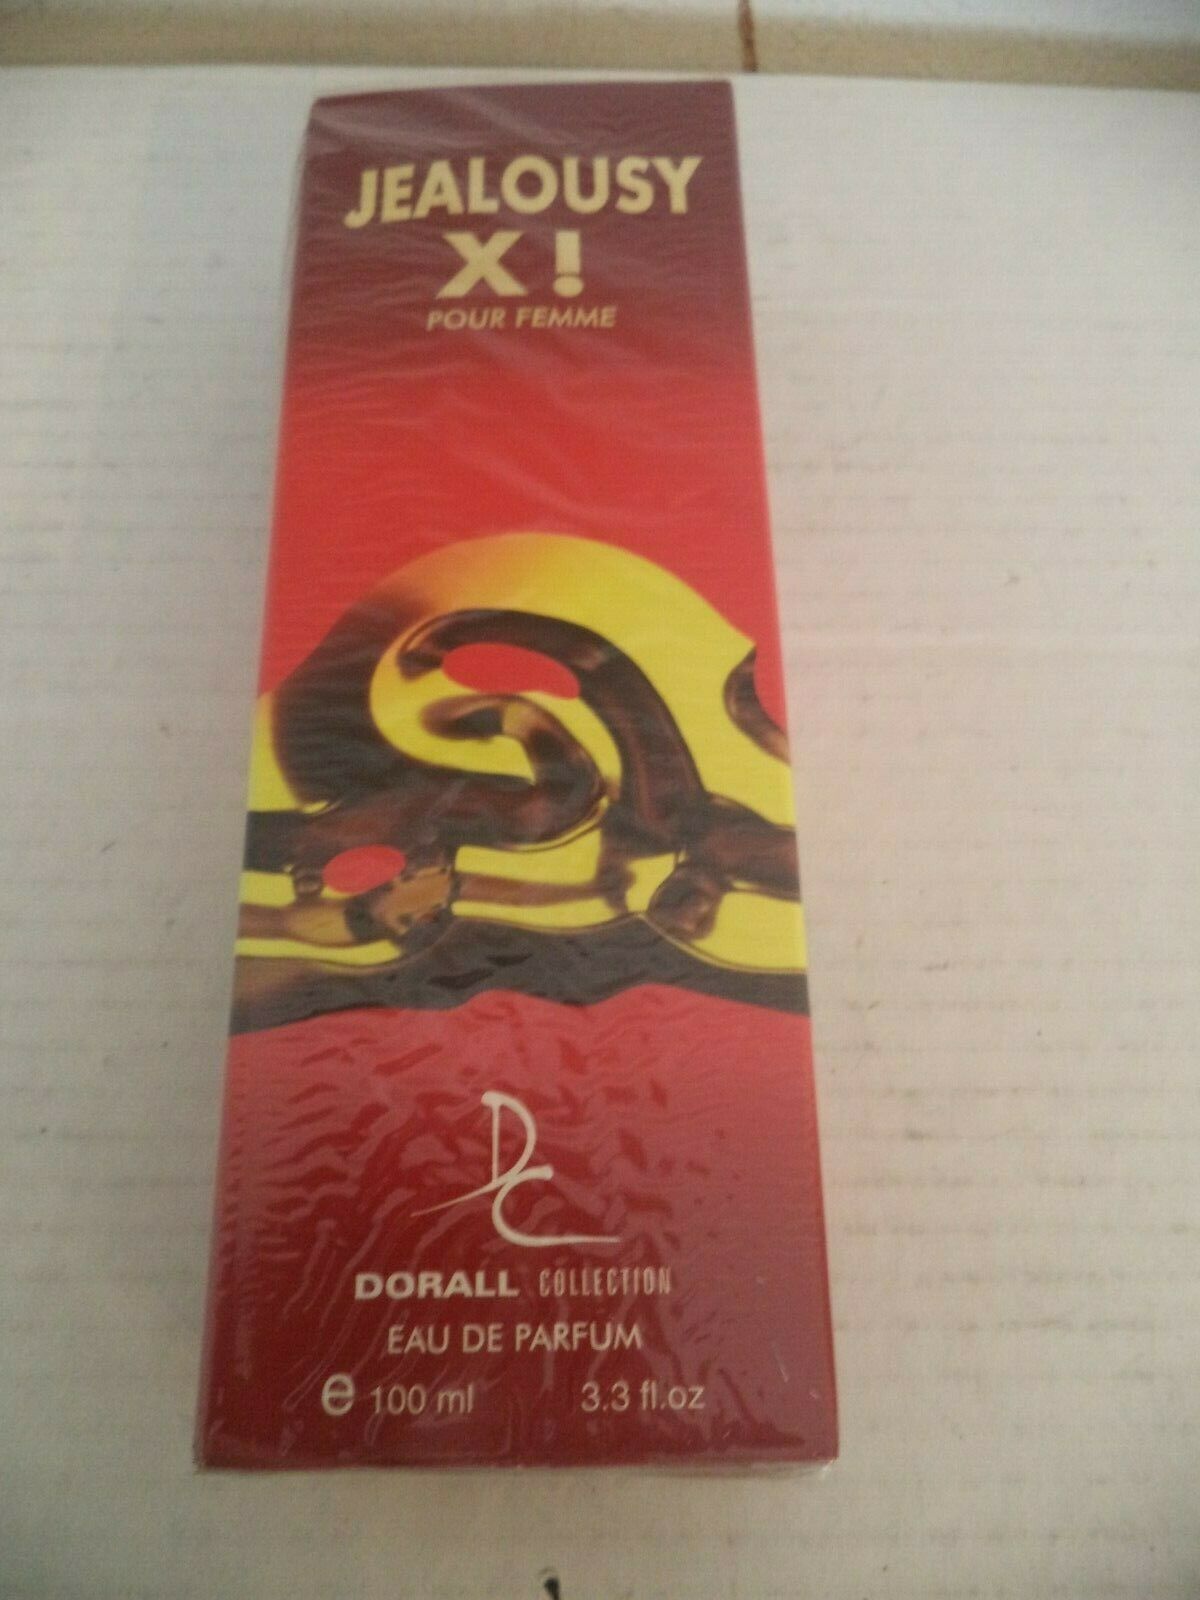 JEALOUSY
X!
POUR FEMME
DC
DORALL COLLECTION
EAU DE PARFUM
e 100 ml 3.3 fl.oz